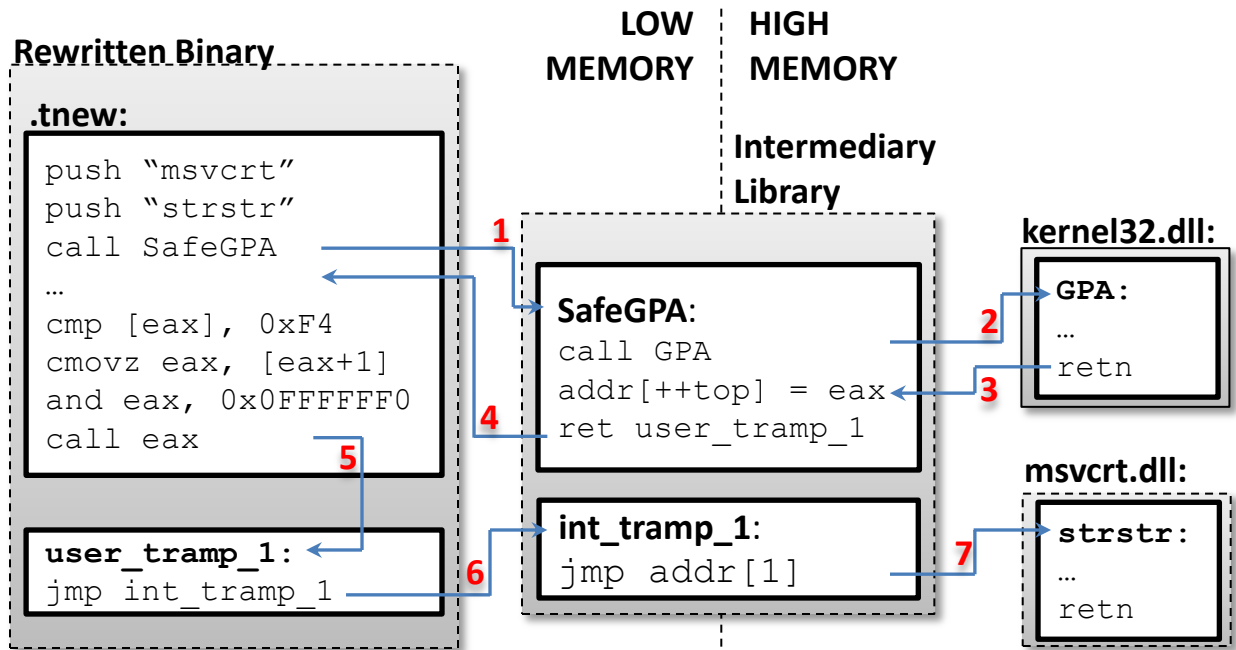 LOW
MEMORY
HIGH
MEMORY
Rewritten Binary
.tnew:
push “msvcrt”
push “strstr”
call SafeGPA
…
cmp [eax], 0xF4
cmovz eax, [eax+1]
and eax, 0x0FFFFFF0
call eax
user_tramp_1:
jmp int_tramp_1
1
4
5
6
Intermediary
Library
SafeGPA:
call GPA
addr[++top] = eax
ret user_tramp_1
int_tramp_1:
jmp addr[1]
2
3
7
kernel32.dll:
GPA:
…
retn
msvcrt.dll:
strstr:
…
retn